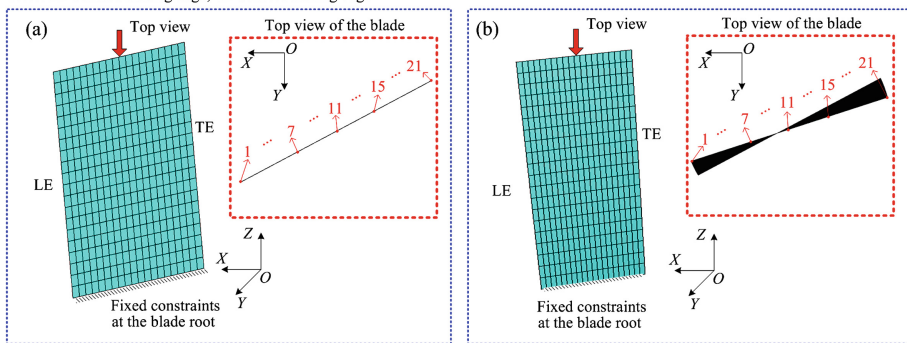 (a)
Top view
Top view of the blade
X
O
Y
1
7
11
15
21
LE
TE
Z
X
O
Y
Fixed constraints
at the blade root
(b)
Top view
Top view of the blade
X
O
Y
1
7
11
15
21
LE
TE
Z
X
O
Y
Fixed constraints
at the blade root